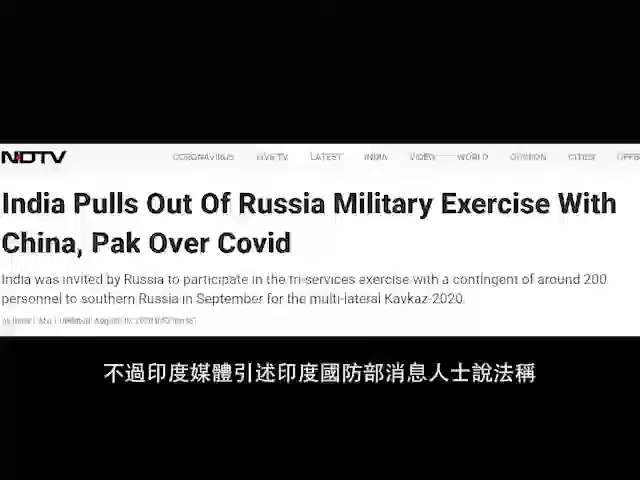 NDTV
CORONAVIRUS LIVE TV LATEST INDIA VIDEO WORLD OPINION CITIES
India Pulls Out Of Russia Military Exercise With
China, Pak Over Covid
India was invited by Russia to participate in the tri-services exercise with a contingent of around 200
personnel to southern Russia in September for the multi-lateral Kavkaz-2020.
不過印度媒體引述印度國防部消息人士說法稱